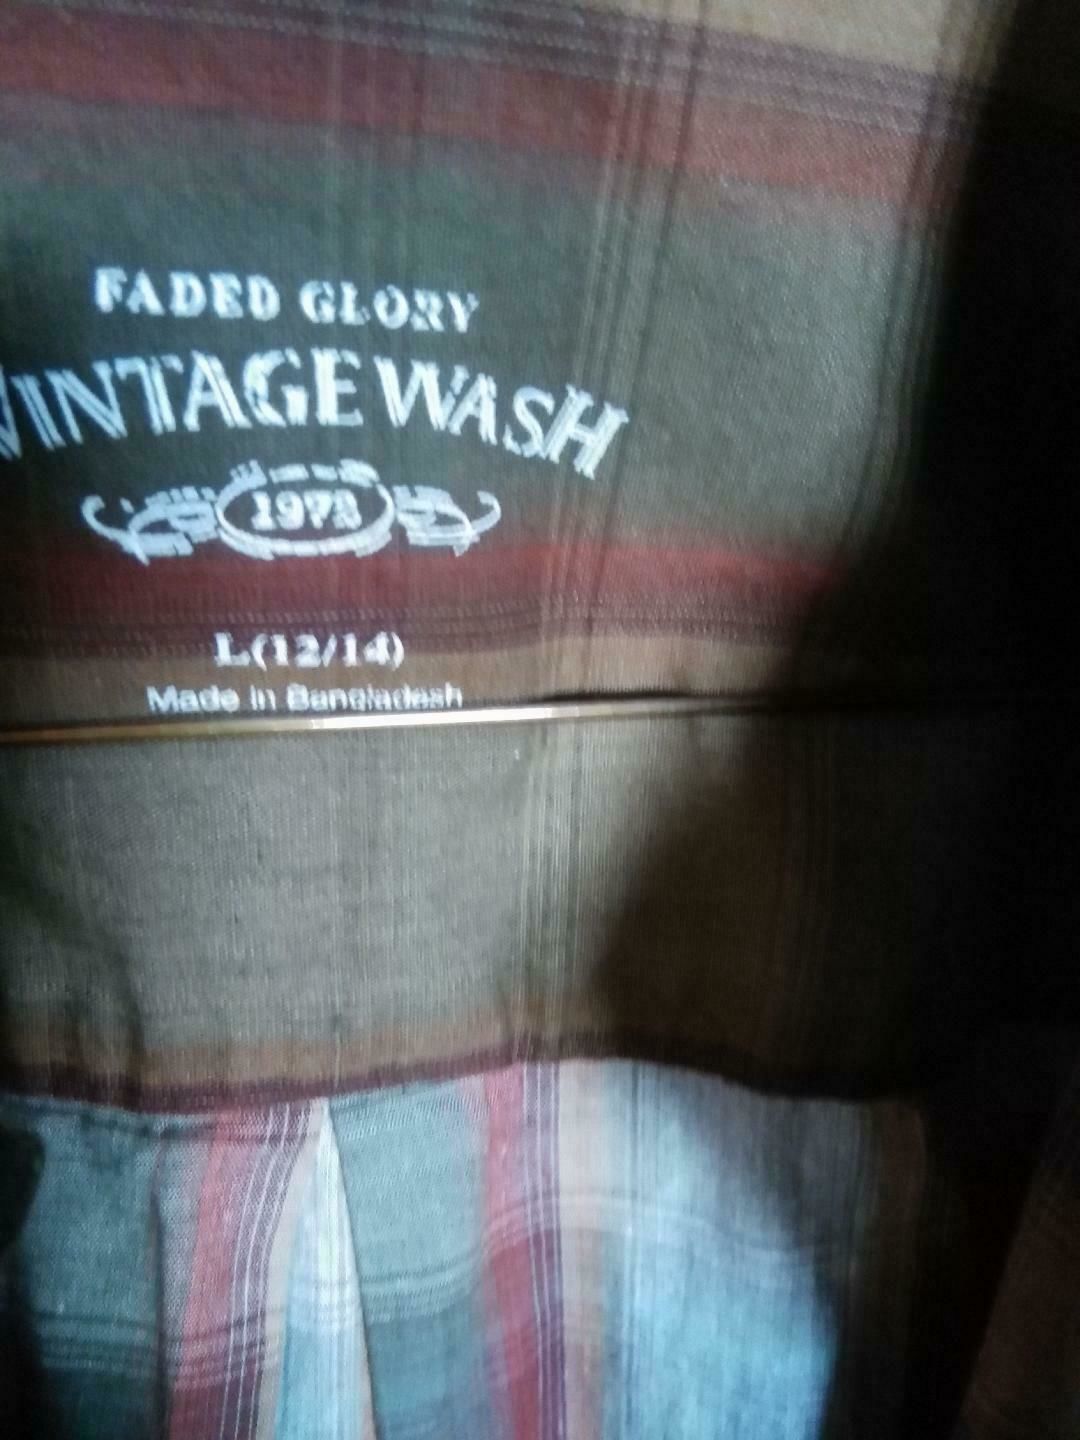 FADED GLORY
VINTAGE WASH
1972
L(12/14)
Made in Bangladesh